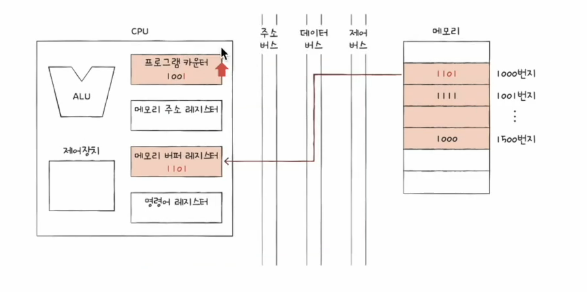 CPU
주소
버스
데이터
버스
제어
버스
메모리
프로그램 카운터
1001
ALU
메모리 주소 레지스터
제어장치
메모리 버퍼 레지스터
1101
명령어 레지스터
1101
1000번지
1111
1001번지
⋮
1000
1500번지